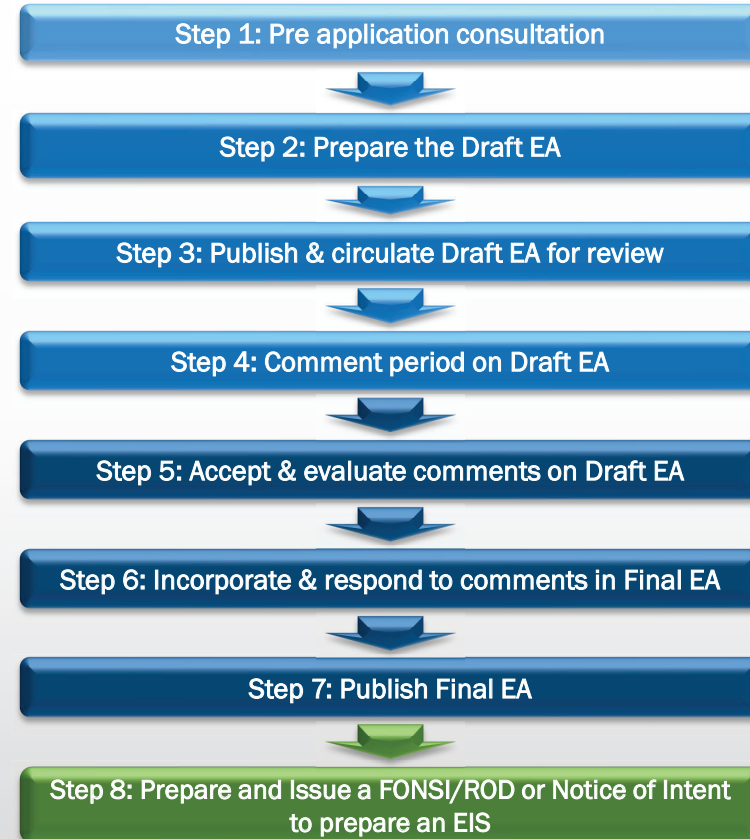 Step 1: Pre application consultation
Step 2: Prepare the Draft EA
Step 3: Publish & circulate Draft EA for review
Step 4: Comment period on Draft EA
Step 5: Accept & evaluate comments on Draft EA
Step 6: Incorporate & respond to comments in Final EA
Step 7: Publish Final EA
Step 8: Prepare and Issue a FONSI/ROD or Notice of Intent
to prepare an EIS